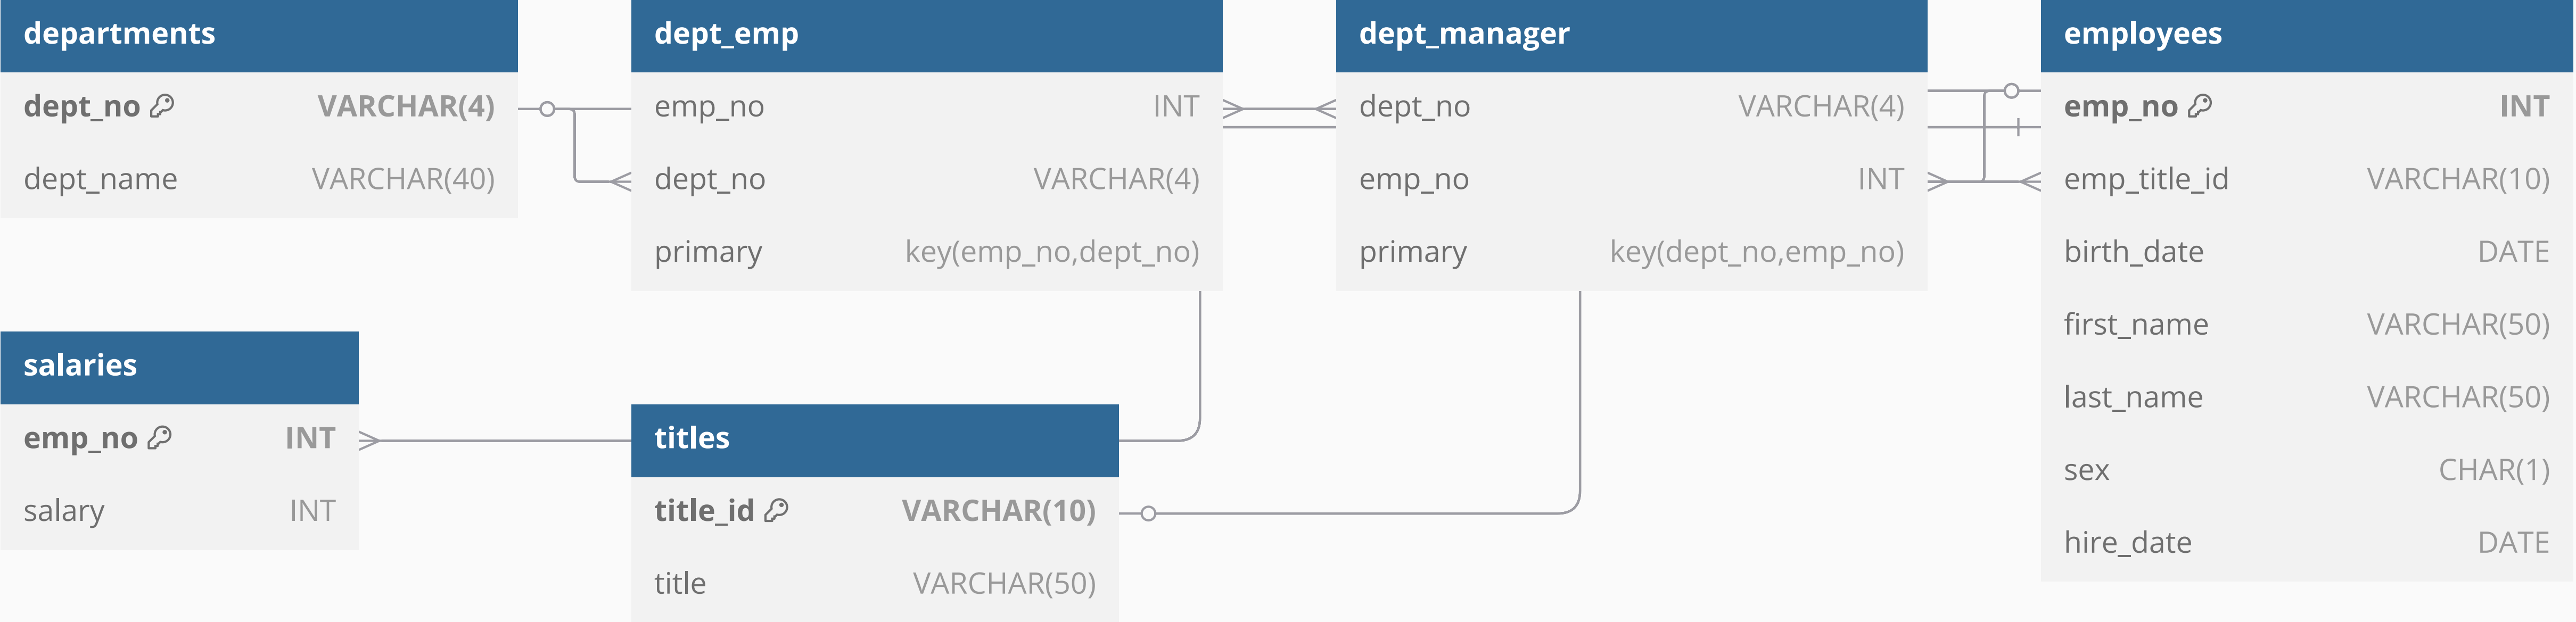 departments
dept_no VARCHAR(4)
dept_name VARCHAR(40)
dept_emp
emp_no INT
dept_no VARCHAR(4)
primary key(emp_no,dept_no)
dept_manager
dept_no VARCHAR(4)
emp_no INT
primary key(dept_no,emp_no)
employees
emp_no INT
emp_title_id VARCHAR(10)
birth_date DATE
first_name VARCHAR(50)
last_name VARCHAR(50)
sex CHAR(1)
hire_date DATE
salaries
emp_no INT
salary INT
titles
title_id VARCHAR(10)
title VARCHAR(50)